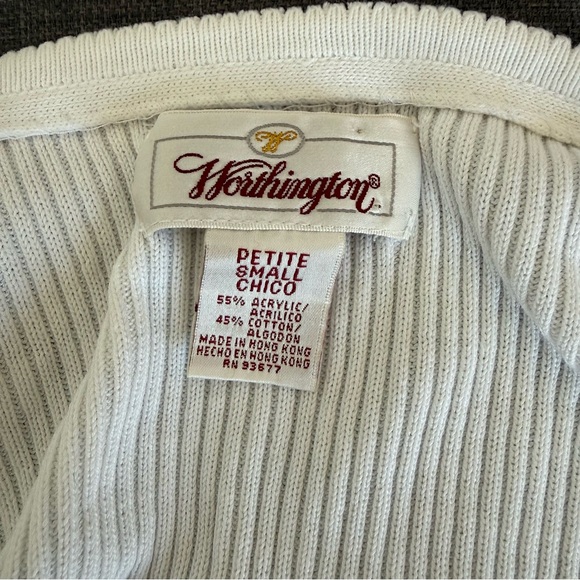 Worthington®
PETITE
SMALL
CHICO
55% ACRYLIC/
ACRILICO
45% COTTON/
ALGODON
MADE IN HONG KONG
HECHO EN HONG KONG
RN 93677